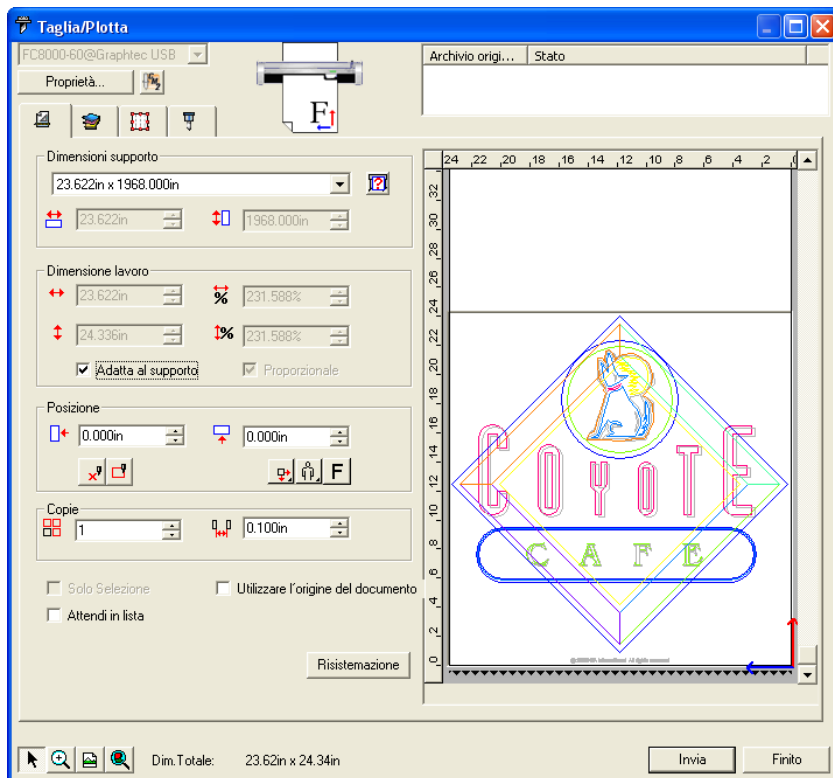 Taglia/Plotta
FC8000-60@Graphtec USB
Proprietà...
F
Archivio origi... Stato
Dimensioni supporto
23.622in x 1968.000in
23.622in 1968.000in
Dimensione lavoro
23.622in 231.588%
24.336in 231.588%
Adatta al supporto Proporzionale
Posizione
0.000in 0.000in
F
Copie
1 0.100in
Solo Selezione Utilizzare l'origine del documento
Attendi in lista
Risistemazione
24 22 20 18 16 14 12 10 8 6 4 2
32
30
28
26
24
22
20
18
16
14
12
10
8
6
4
2
0
COYOTE
CAFE
Dim.Totale: 23.62in x 24.34in
Invia Finito